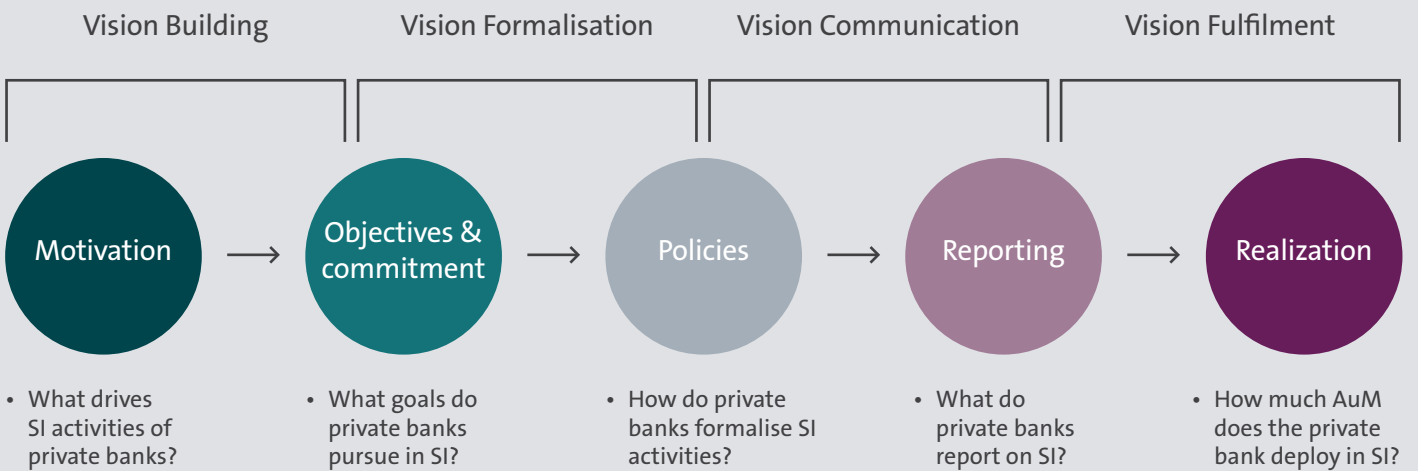 Vision Building
Vision Formalisation
Vision Communication
Vision Fulfilment
Motivation
Objectives &
commitment
Policies
Reporting
Realization
• What drives
SI activities of
private banks?
• What goals do
private banks
pursue in SI?
• How do private
banks formalise SI
activities?
• What do
private banks
report on SI?
• How much AuM
does the private
bank deploy in SI?